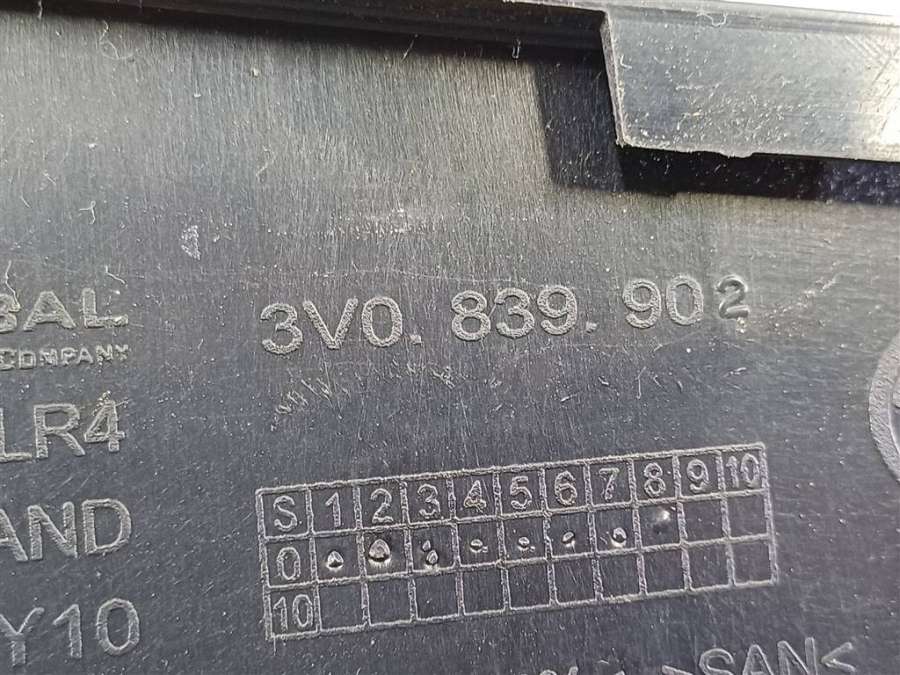 BAL
3V0. 839. 902
COMPANY
LR4
S 1 2 3 4 5 6 7 8 9 10
AND
0
Y10
10
>SAN<